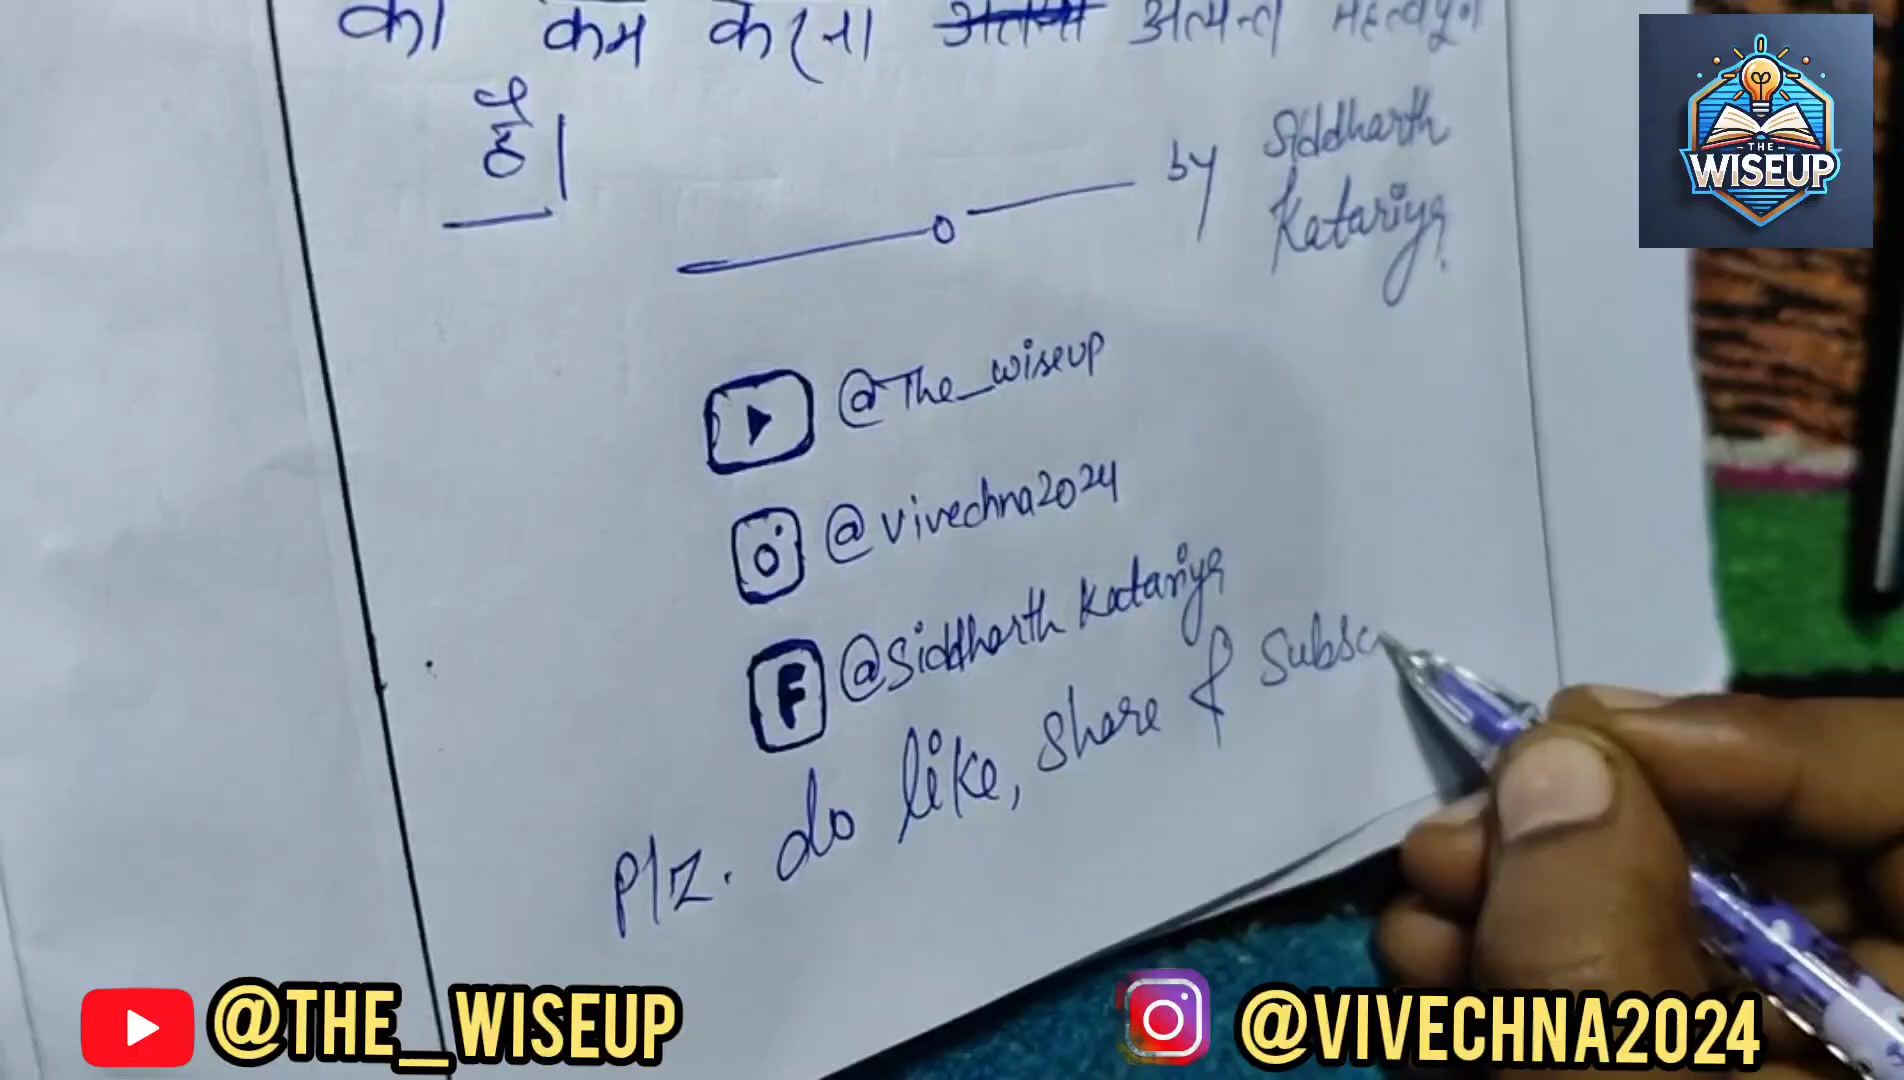 को कम करना अत्यन्त महत्वपूर्ण
है।
by Siddharth
Katariya.
@The_wiseup
@vivechna2024
F @Siddharth Katariya
Plz. do like, share & Subsc
THE
WISEUP
@THE_WISEUP
@VIVECHNA2024